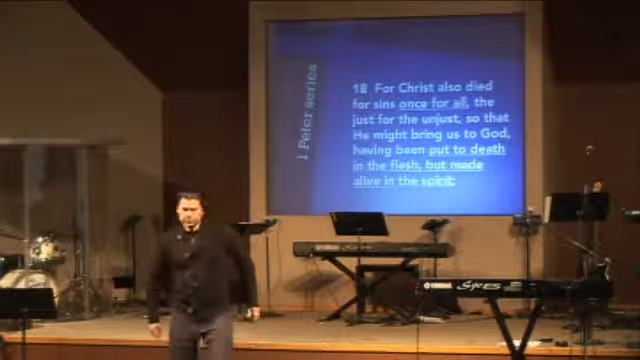 1 Peter series
18 For Christ also died
for sins once for all, the
just for the unjust, so that
He might bring us to God,
having been put to death
in the flesh, but made
alive in the spirit;
YAMAHA S90 ES